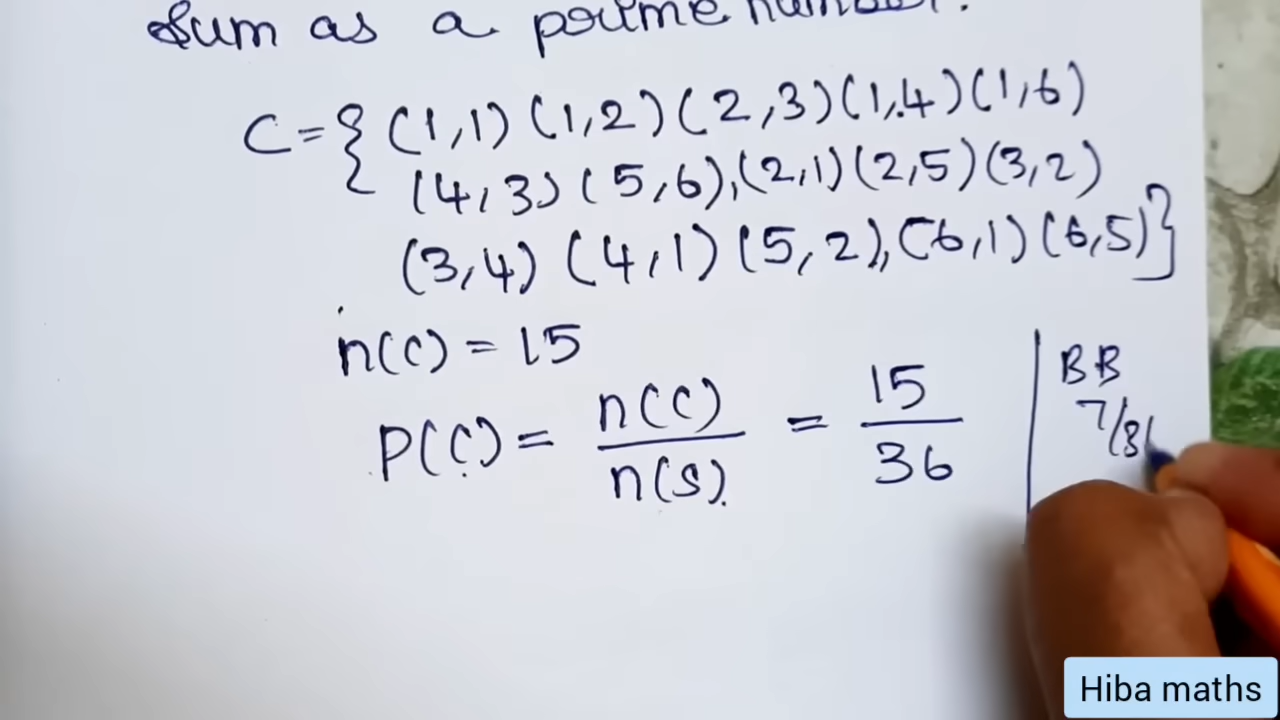 Sum as a prime number.
C={(1,1)(1,2)(2,3)(1,4)(1,6)
(4,3)(5,6),(2,1)(2,5)(3,2)
(3,4)(4,1)(5,2),(6,1)(6,5)}
n(C)=15
P(C)= n(C)/n(S) = 15/36
BB
7/36
Hiba maths